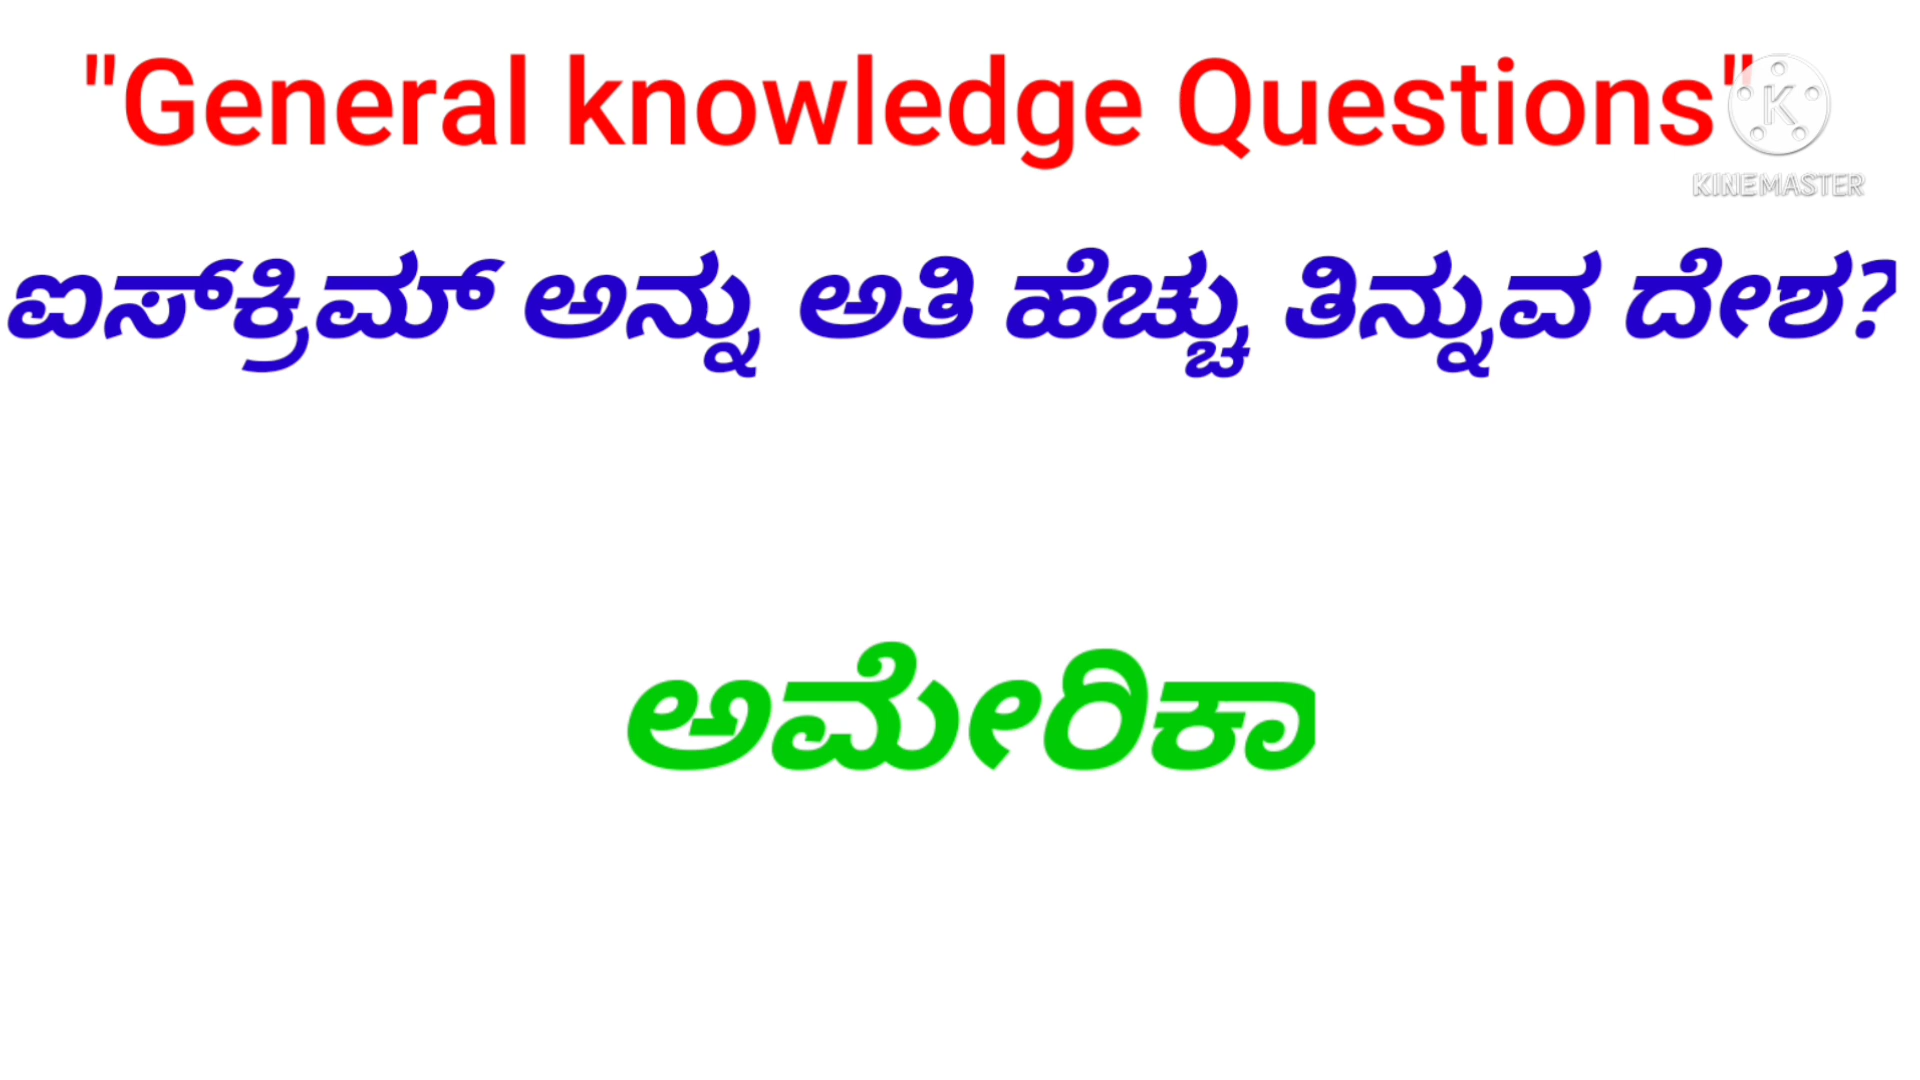 "General knowledge Questions"
K
KINEMASTER
ಐಸ್‌ಕ್ರಿಮ್ ಅನ್ನು ಅತಿ ಹೆಚ್ಚು ತಿನ್ನುವ ದೇಶ?
ಅಮೇರಿಕಾ